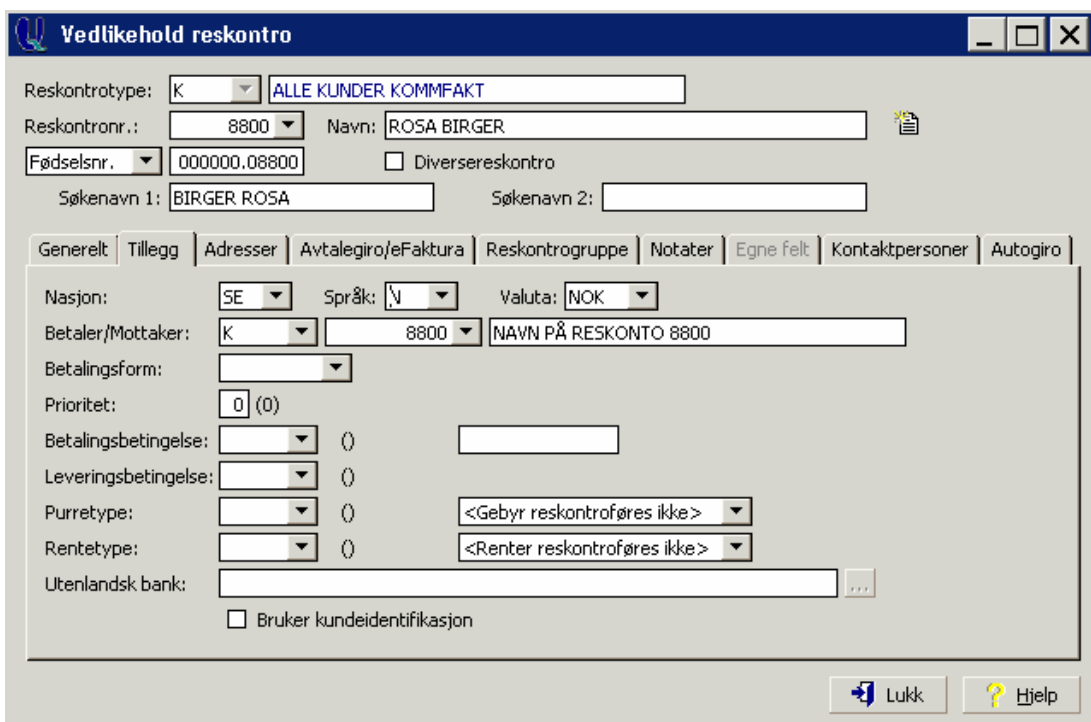 Vedlikehold reskontro
Reskontrotype: K ALLE KUNDER KOMMFAKT
Reskontronr.: 8800 Navn: ROSA BIRGER
Fødselsnr. 000000.08800 Diversereskontro
Søkenavn 1: BIRGER ROSA Søkenavn 2:
Generelt Tillegg Adresser Avtalegiro/eFaktura Reskontrogruppe Notater Egne felt Kontaktpersoner Autogiro
Nasjon: SE Språk: Valuta: NOK
Betaler/Mottaker: K 8800 NAVN PÅ RESKONTO 8800
Betalingsform:
Prioritet: 0 (0)
Betalingsbetingelse: ()
Leveringsbetingelse: ()
Purretype: () <Gebyr reskontroføres ikke>
Rentetype: () <Renter reskontroføres ikke>
Utenlandsk bank: ...
Bruker kundeidentifikasjon
Lukk ? Hjelp